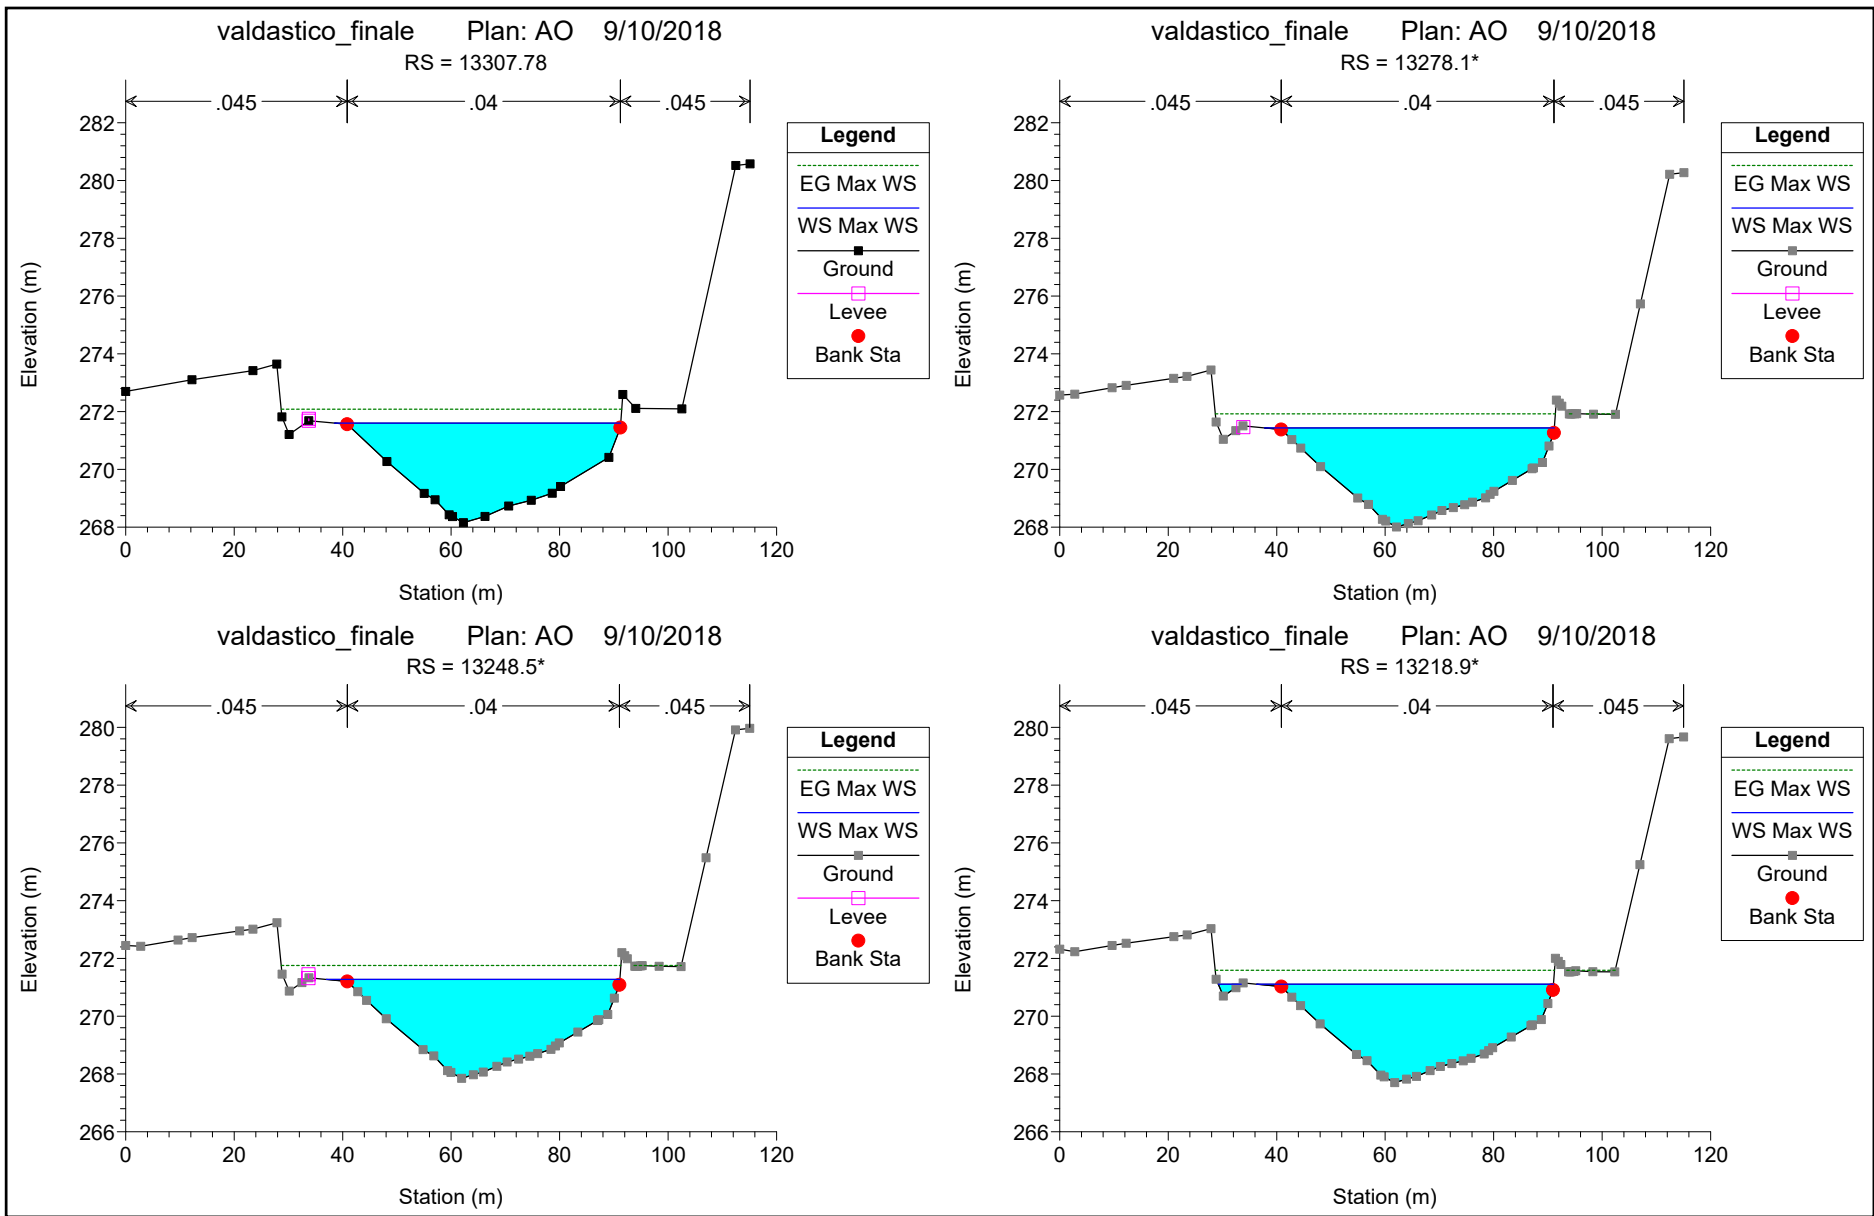 valdastico_finale Plan: AO 9/10/2018
RS = 13307.78
.045 .04 .045
282
280
278
276
274
272
270
268
0 20 40 60 80 100 120
Elevation (m)
Station (m)
Legend
EG Max WS
WS Max WS
Ground
Levee
Bank Sta
valdastico_finale Plan: AO 9/10/2018
RS = 13278.1*
.045 .04 .045
282
280
278
276
274
272
270
268
0 20 40 60 80 100 120
Elevation (m)
Station (m)
Legend
EG Max WS
WS Max WS
Ground
Levee
Bank Sta
valdastico_finale Plan: AO 9/10/2018
RS = 13248.5*
.045 .04 .045
280
278
276
274
272
270
268
266
0 20 40 60 80 100 120
Elevation (m)
Station (m)
Legend
EG Max WS
WS Max WS
Ground
Levee
Bank Sta
valdastico_finale Plan: AO 9/10/2018
RS = 13218.9*
.045 .04 .045
280
278
276
274
272
270
268
266
0 20 40 60 80 100 120
Elevation (m)
Station (m)
Legend
EG Max WS
WS Max WS
Ground
Bank Sta